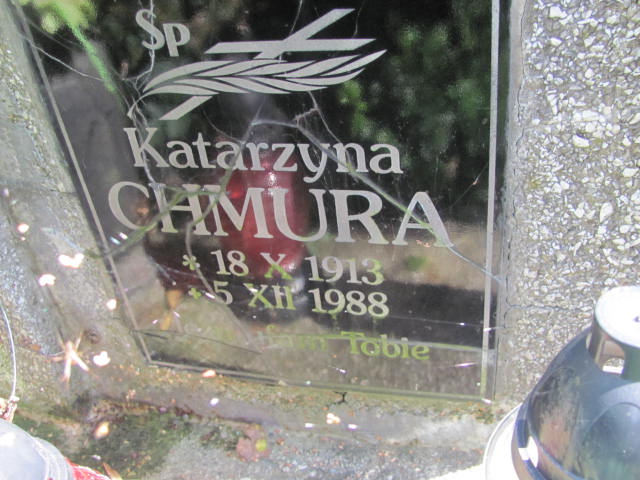 Śp
Katarzyna
CHMURA
* 18 X 1913
+ 5 XII 1988
Tobie